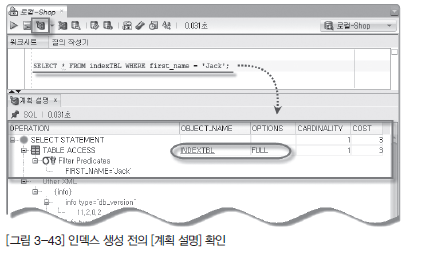 로컬-Shop
0.031초
로컬-Shop
워크시트 질의 작성기
SELECT * FROM indexTBL WHERE first_name = 'Jack';
계획 설명
SQL | 0.031초
OPERATION OBJECT_NAME OPTIONS CARDINALITY COST
SELECT STATEMENT 1 3
TABLE ACCESS INDEXTBL FULL 1 3
Filter Predicates
FIRST_NAME='Jack'
Other XML
{info}
info type="db_version"
11.2.0.2
[그림 3-43] 인덱스 생성 전의 [계획 설명] 확인